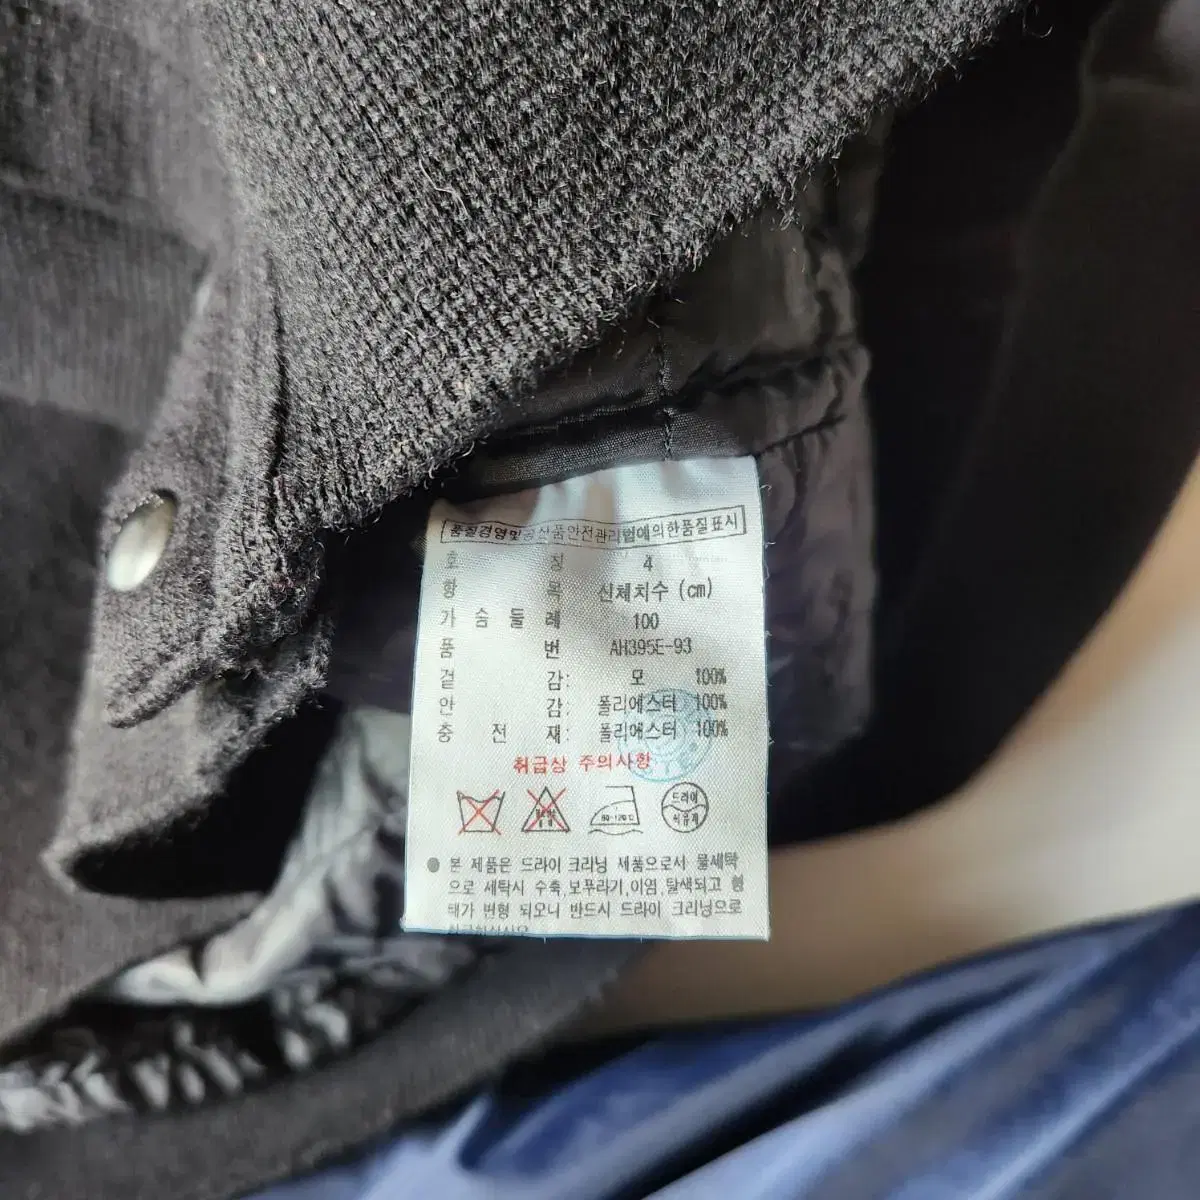 품질경영및공산품안전관리법에의한품질표시
호 칭 4
항 목 신체치수 (cm)
가 슴 둘 레 100
품 번 AH395E-93
겉 감: 모 100%
안 감: 폴리에스터 100%
충 전 재: 폴리에스터 100%
취급상 주의사항
80-120℃
드라이
석유계
● 본 제품은 드라이 크리닝 제품으로서 물세탁
으로 세탁시 수축,보푸라기,이염,탈색되고 형
태가 변형 되오니 반드시 드라이 크리닝으로